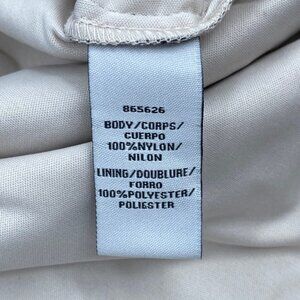 865626
BODY/CORPS/
CUERPO
100%NYLON/
NILON
LINING/DOUBLURE/
FORRO
100%POLYESTER/
POLIESTER